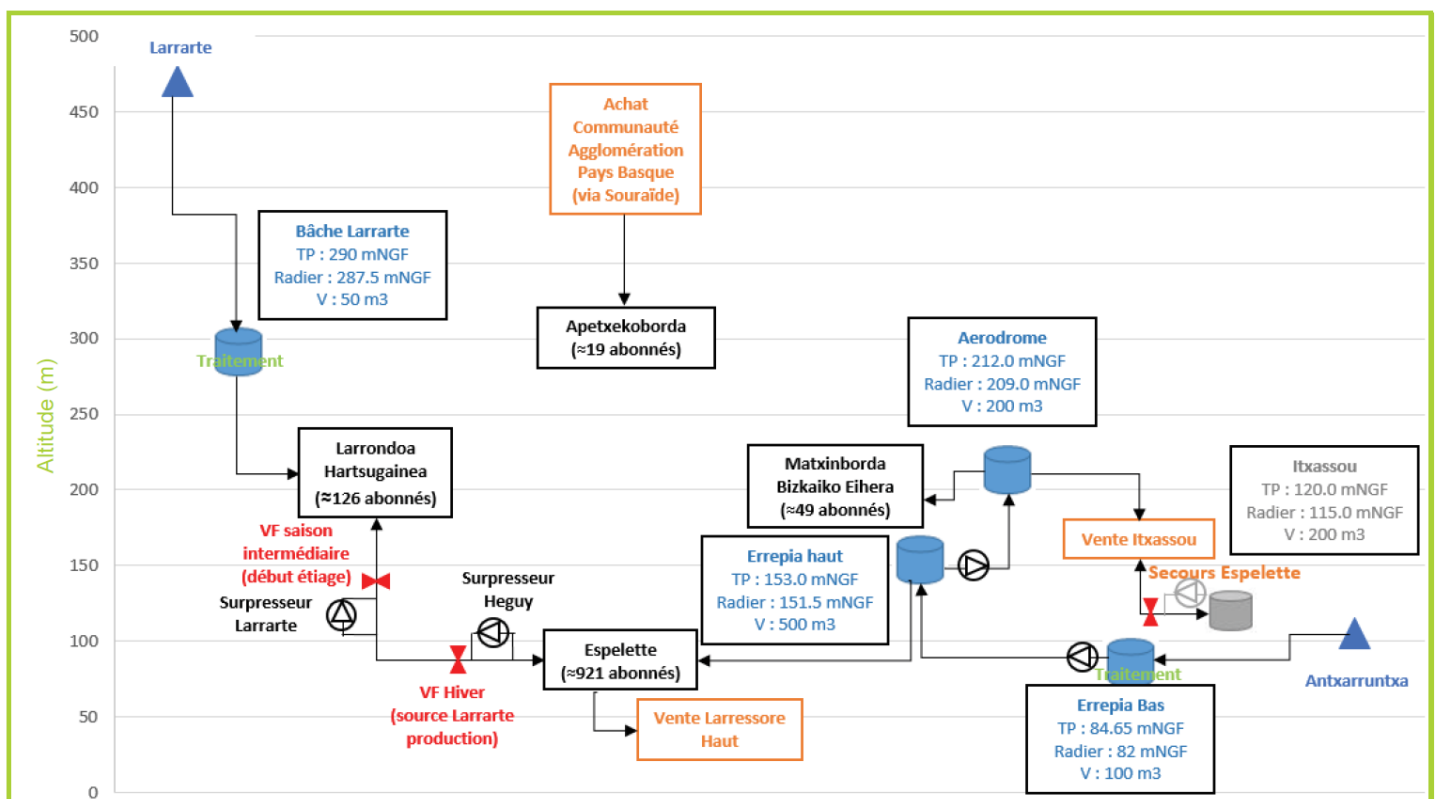 Altitude (m)
500
450
400
350
300
250
200
150
100
50
0
Larrarte
Bâche Larrarte
TP : 290 mNGF
Radier : 287.5 mNGF
V : 50 m3
Traitement
Achat
Communauté
Agglomération
Pays Basque
(via Souraïde)
Apetxekoborda
(≈19 abonnés)
Larrondoa
Hartsugainea
(≈126 abonnés)
VF saison
intermédiaire
(début étiage)
Surpresseur
Larrarte
Surpresseur
Heguy
VF Hiver
(source Larrarte
production)
Espelette
(≈921 abonnés)
Vente Larressore
Haut
Aerodrome
TP : 212.0 mNGF
Radier : 209.0 mNGF
V : 200 m3
Matxinborda
Bizkaiko Eihera
(≈49 abonnés)
Errepia haut
TP : 153.0 mNGF
Radier : 151.5 mNGF
V : 500 m3
Itxassou
TP : 120.0 mNGF
Radier : 115.0 mNGF
V : 200 m3
Vente Itxassou
Secours Espelette
Traitement
Antxarruntxa
Errepia Bas
TP : 84.65 mNGF
Radier : 82 mNGF
V : 100 m3